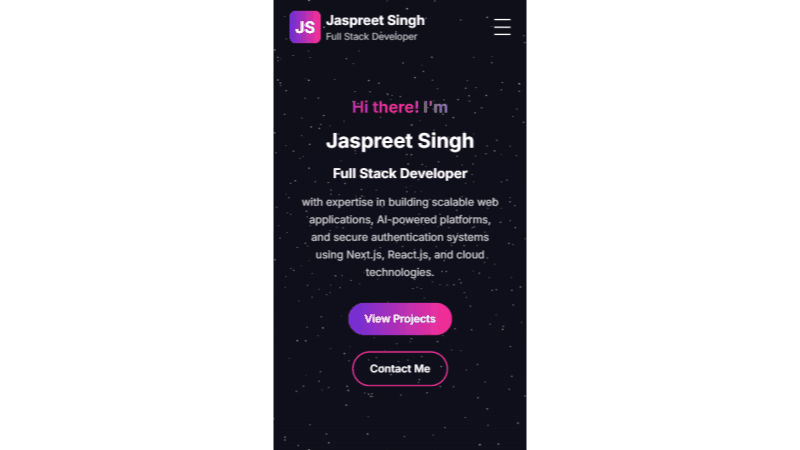 JS
Jaspreet Singh
Full Stack Developer
Hi there! I'm
Jaspreet Singh
Full Stack Developer
with expertise in building scalable web
applications, AI-powered platforms,
and secure authentication systems
using Next.js, React.js, and cloud
technologies.
View Projects
Contact Me